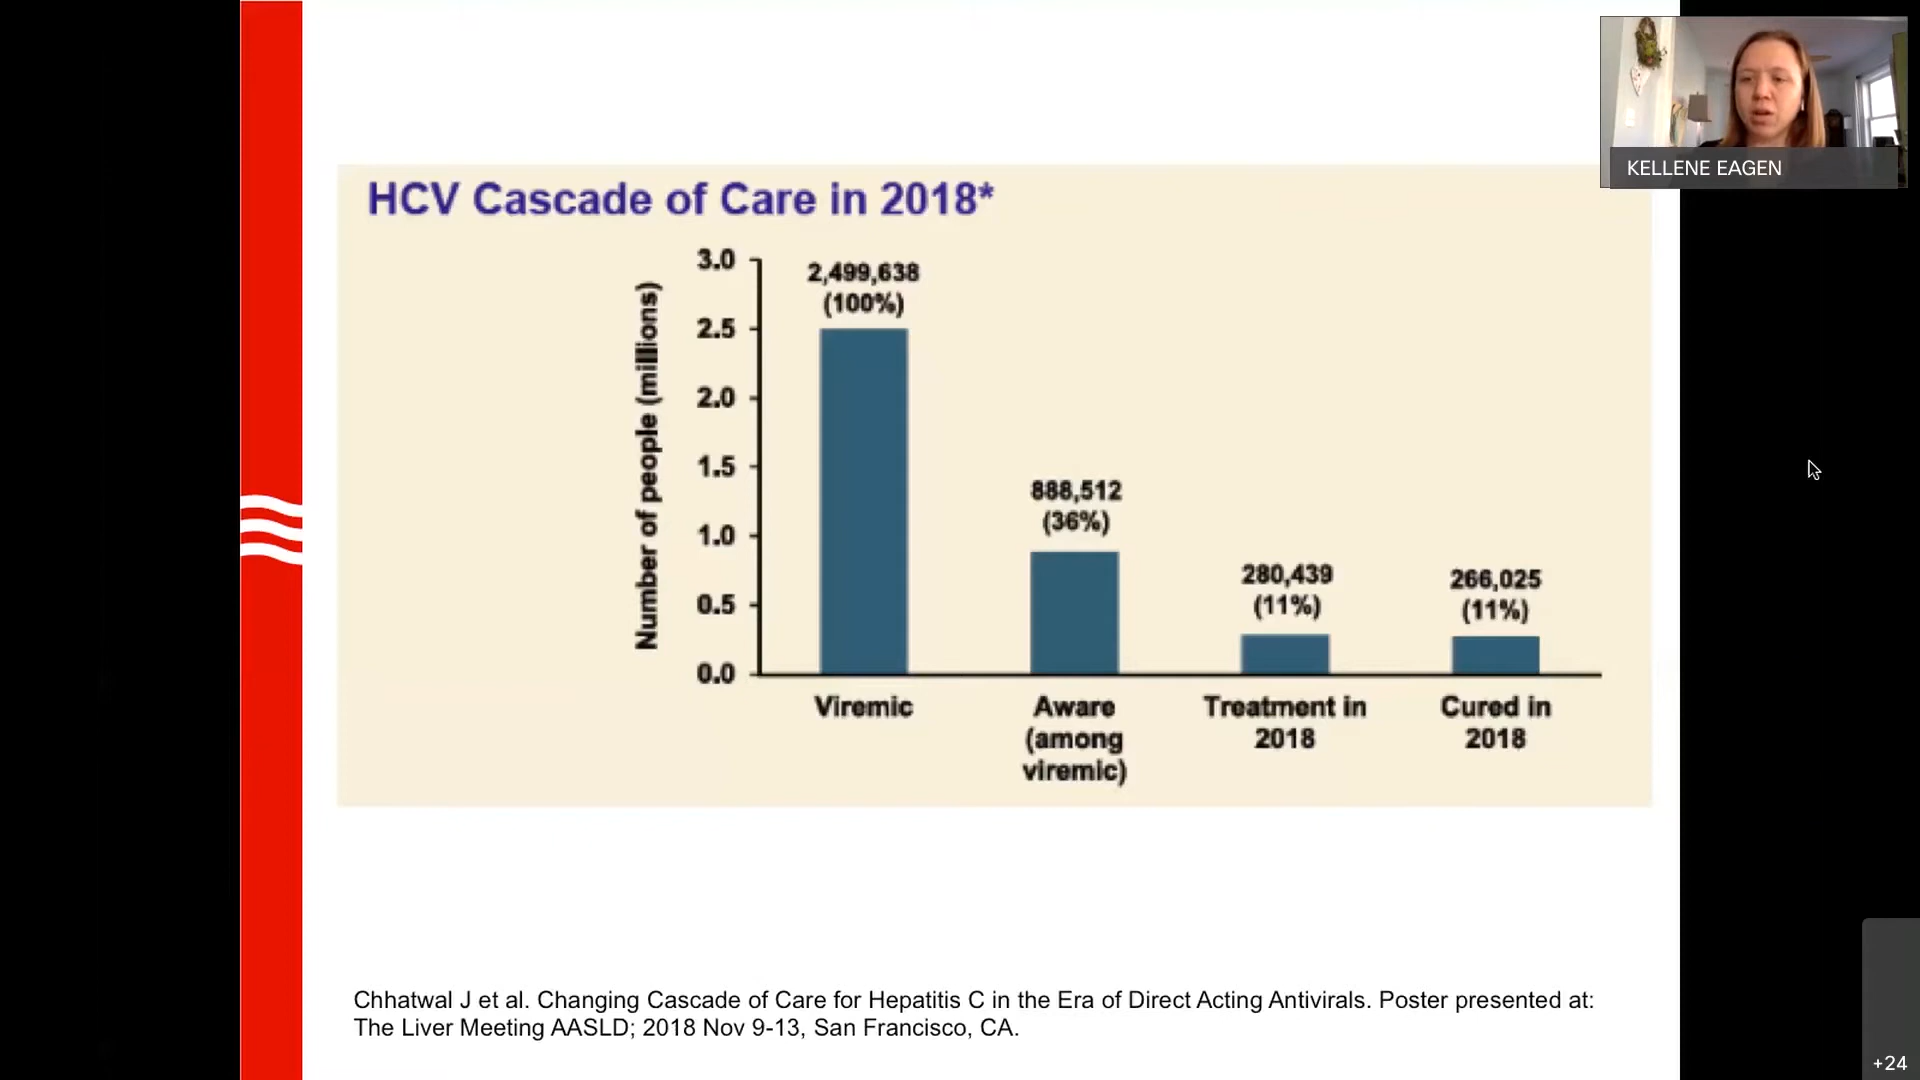 KELLENE EAGEN
HCV Cascade of Care in 2018*
Number of people (millions)
3.0
2.5
2.0
1.5
1.0
0.5
0.0
2,499,638
(100%)
888,512
(36%)
280,439
(11%)
266,025
(11%)
Viremic
Aware
(among
viremic)
Treatment in
2018
Cured in
2018
Chhatwal J et al. Changing Cascade of Care for Hepatitis C in the Era of Direct Acting Antivirals. Poster presented at:
The Liver Meeting AASLD; 2018 Nov 9-13, San Francisco, CA.
+24